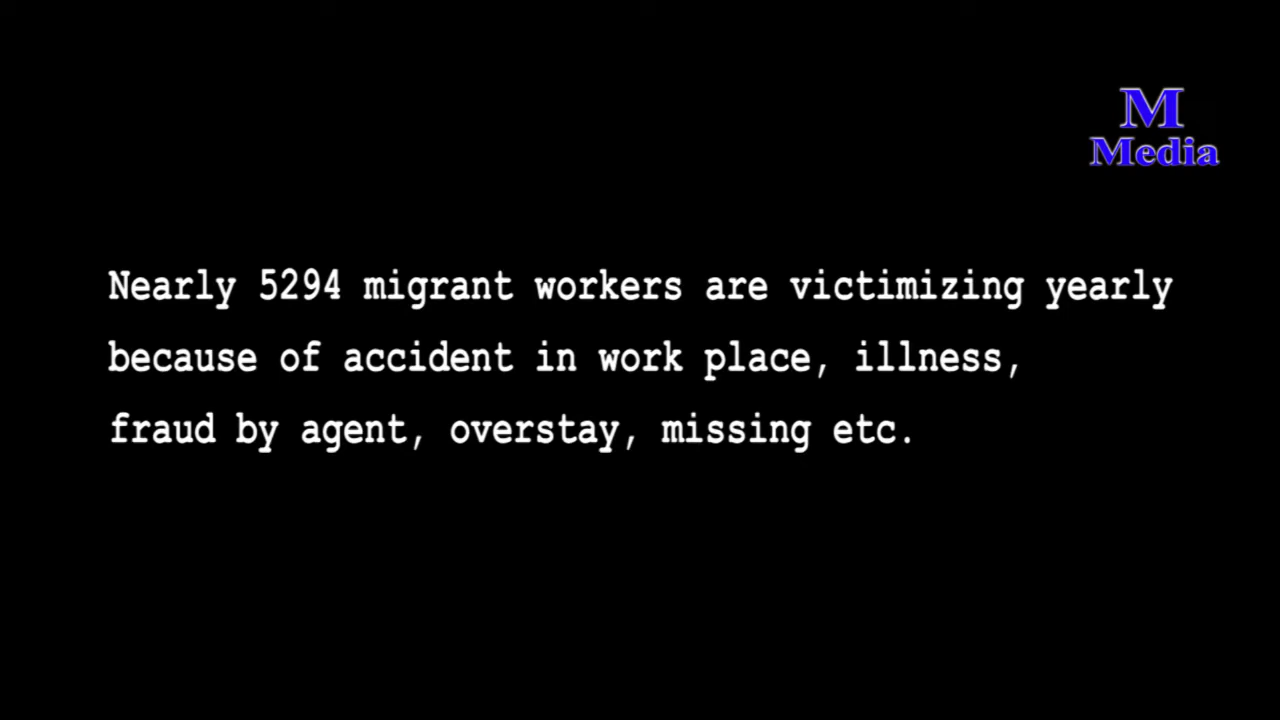 M
Media
Nearly 5294 migrant workers are victimizing yearly
because of accident in work place, illness,
fraud by agent, overstay, missing etc.